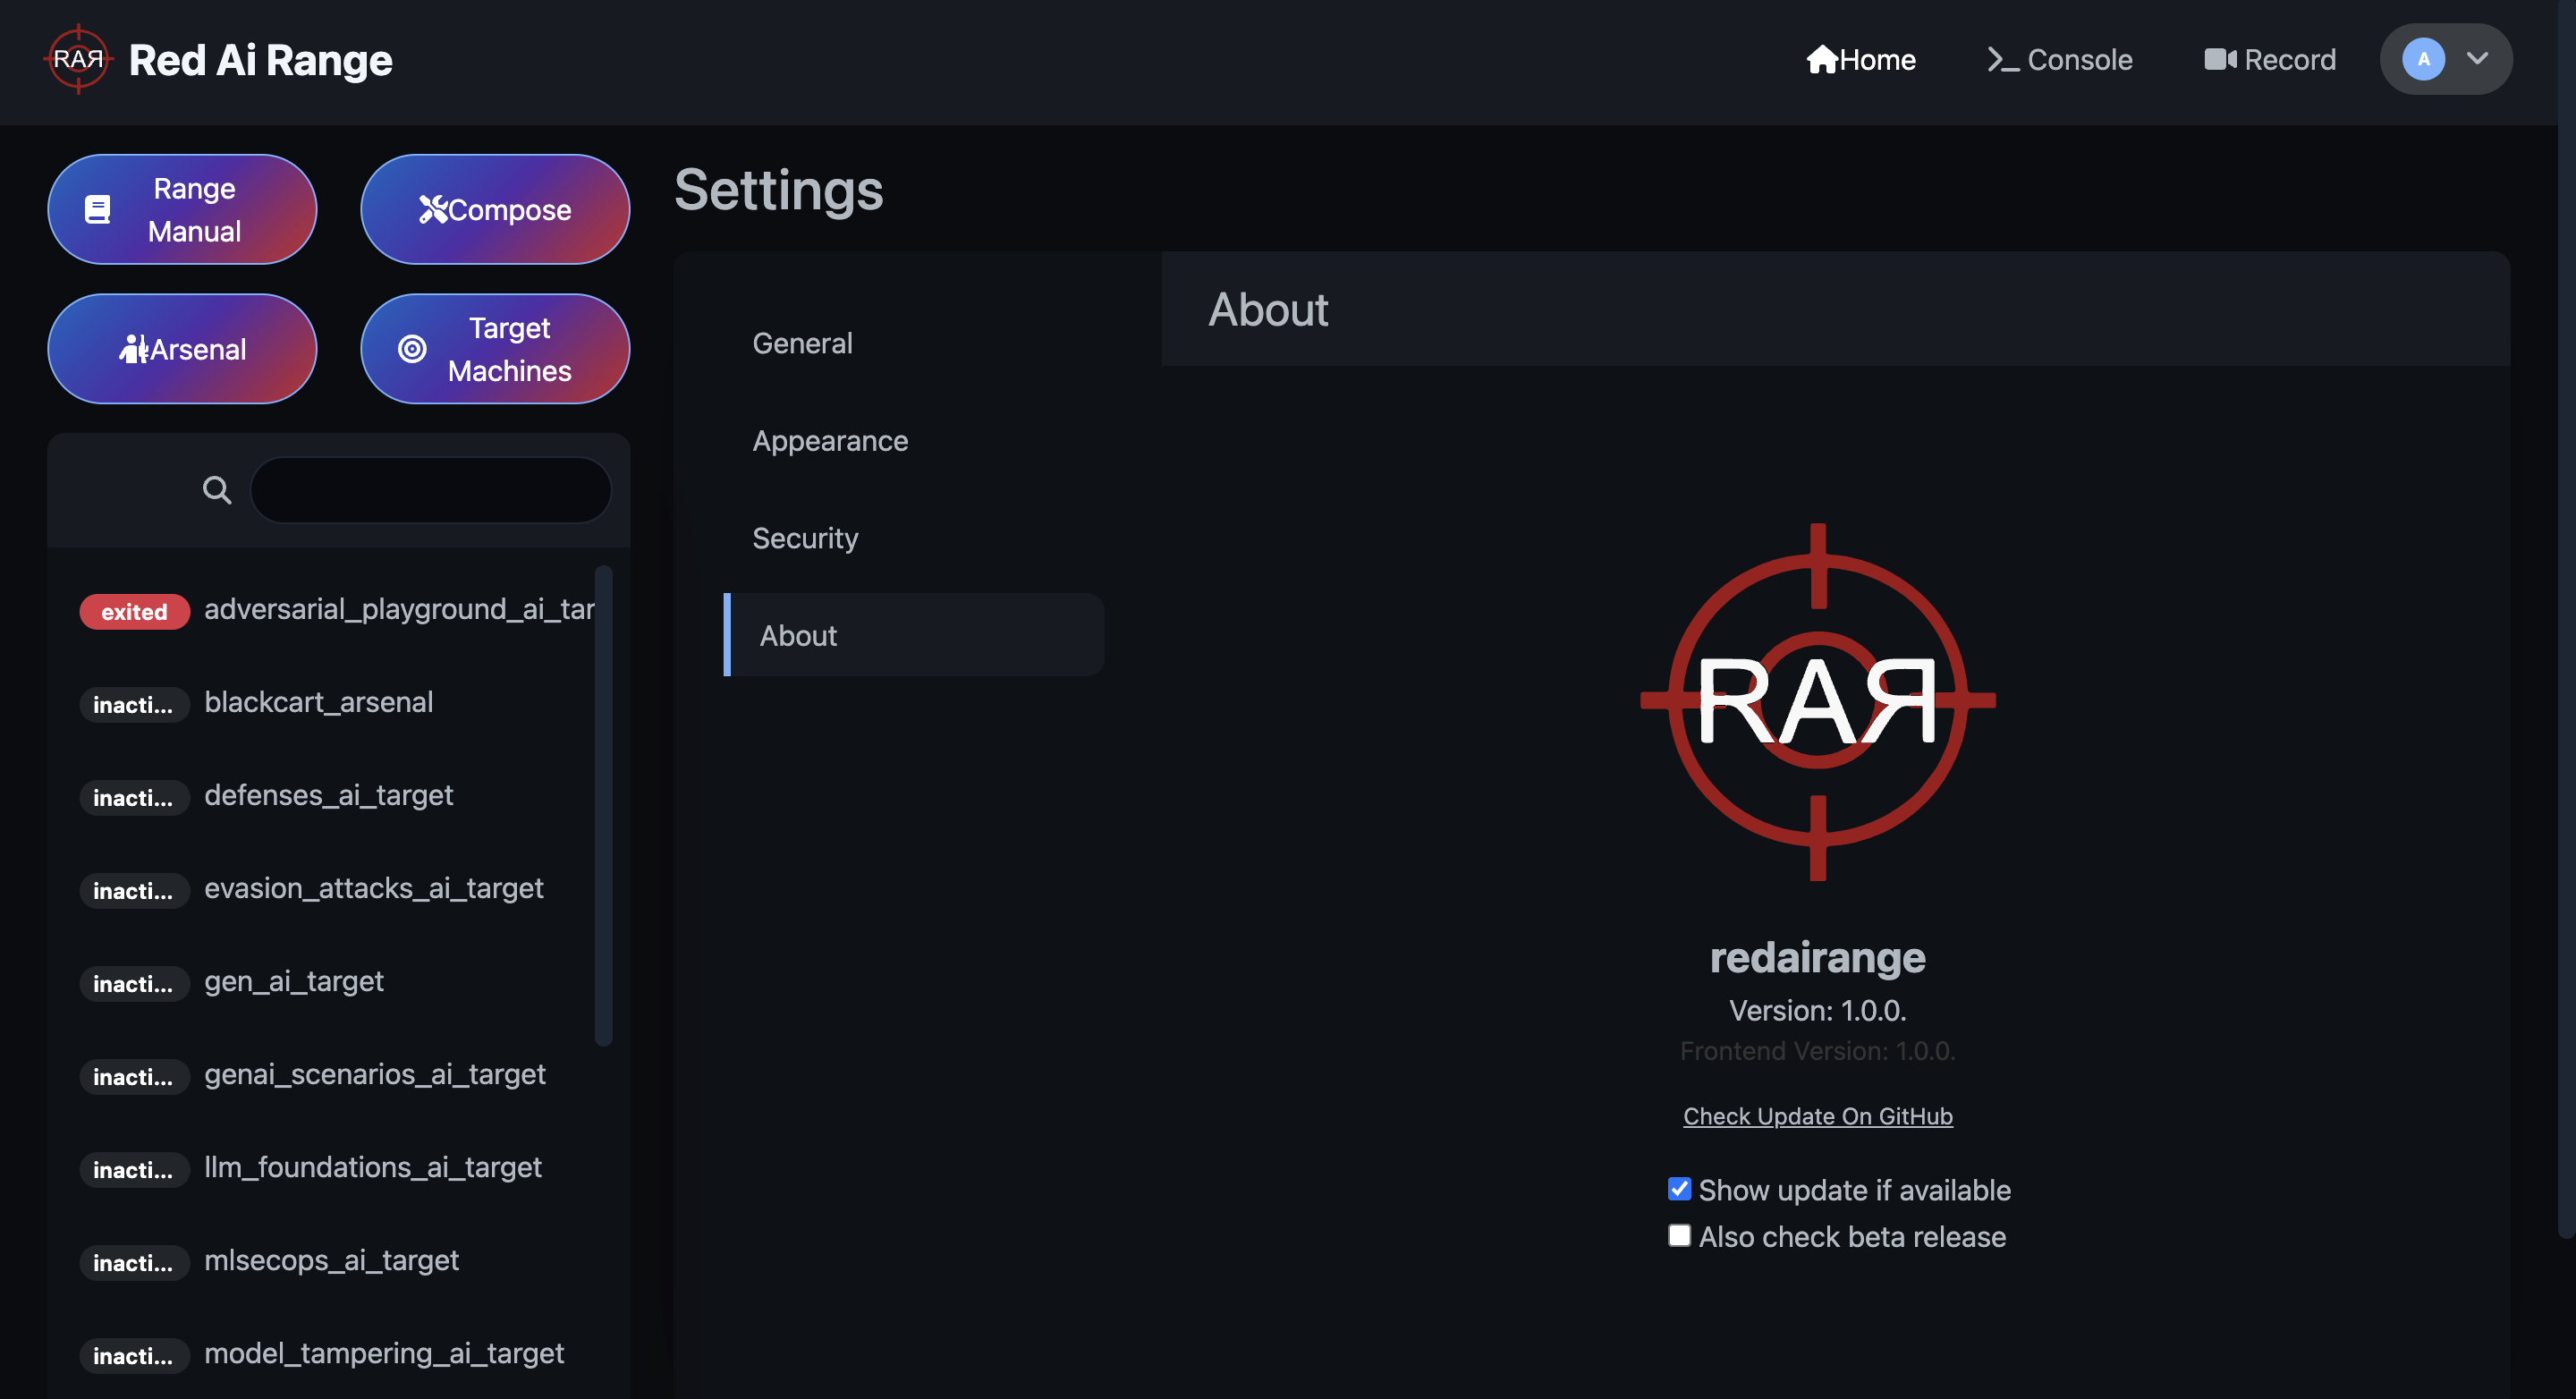 RAЯ Red Ai Range
Home
Console
Record
A
Range
Manual
Compose
Arsenal
Target
Machines
exited adversarial_playground_ai_tar
inacti... blackcart_arsenal
inacti... defenses_ai_target
inacti... evasion_attacks_ai_target
inacti... gen_ai_target
inacti... genai_scenarios_ai_target
inacti... llm_foundations_ai_target
inacti... mlsecops_ai_target
inacti... model_tampering_ai_target
Settings
General
Appearance
Security
About
About
RAЯ
redairange
Version: 1.0.0.
Frontend Version: 1.0.0.
Check Update On GitHub
Show update if available
Also check beta release